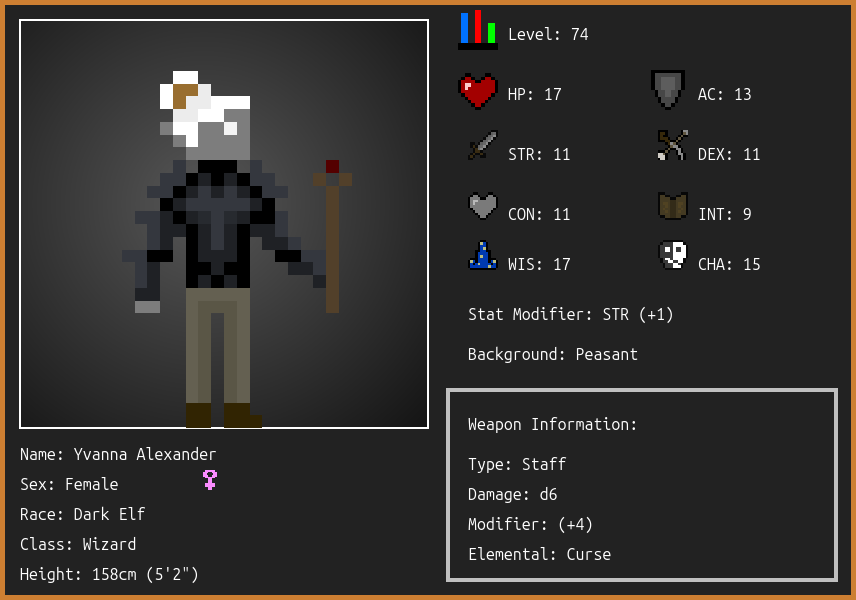 Level: 74
HP: 17
AC: 13
STR: 11
DEX: 11
CON: 11
INT: 9
WIS: 17
CHA: 15
Stat Modifier: STR (+1)
Background: Peasant
Weapon Information:
Type: Staff
Damage: d6
Modifier: (+4)
Elemental: Curse
Name: Yvanna Alexander
Sex: Female
Race: Dark Elf
Class: Wizard
Height: 158cm (5'2")